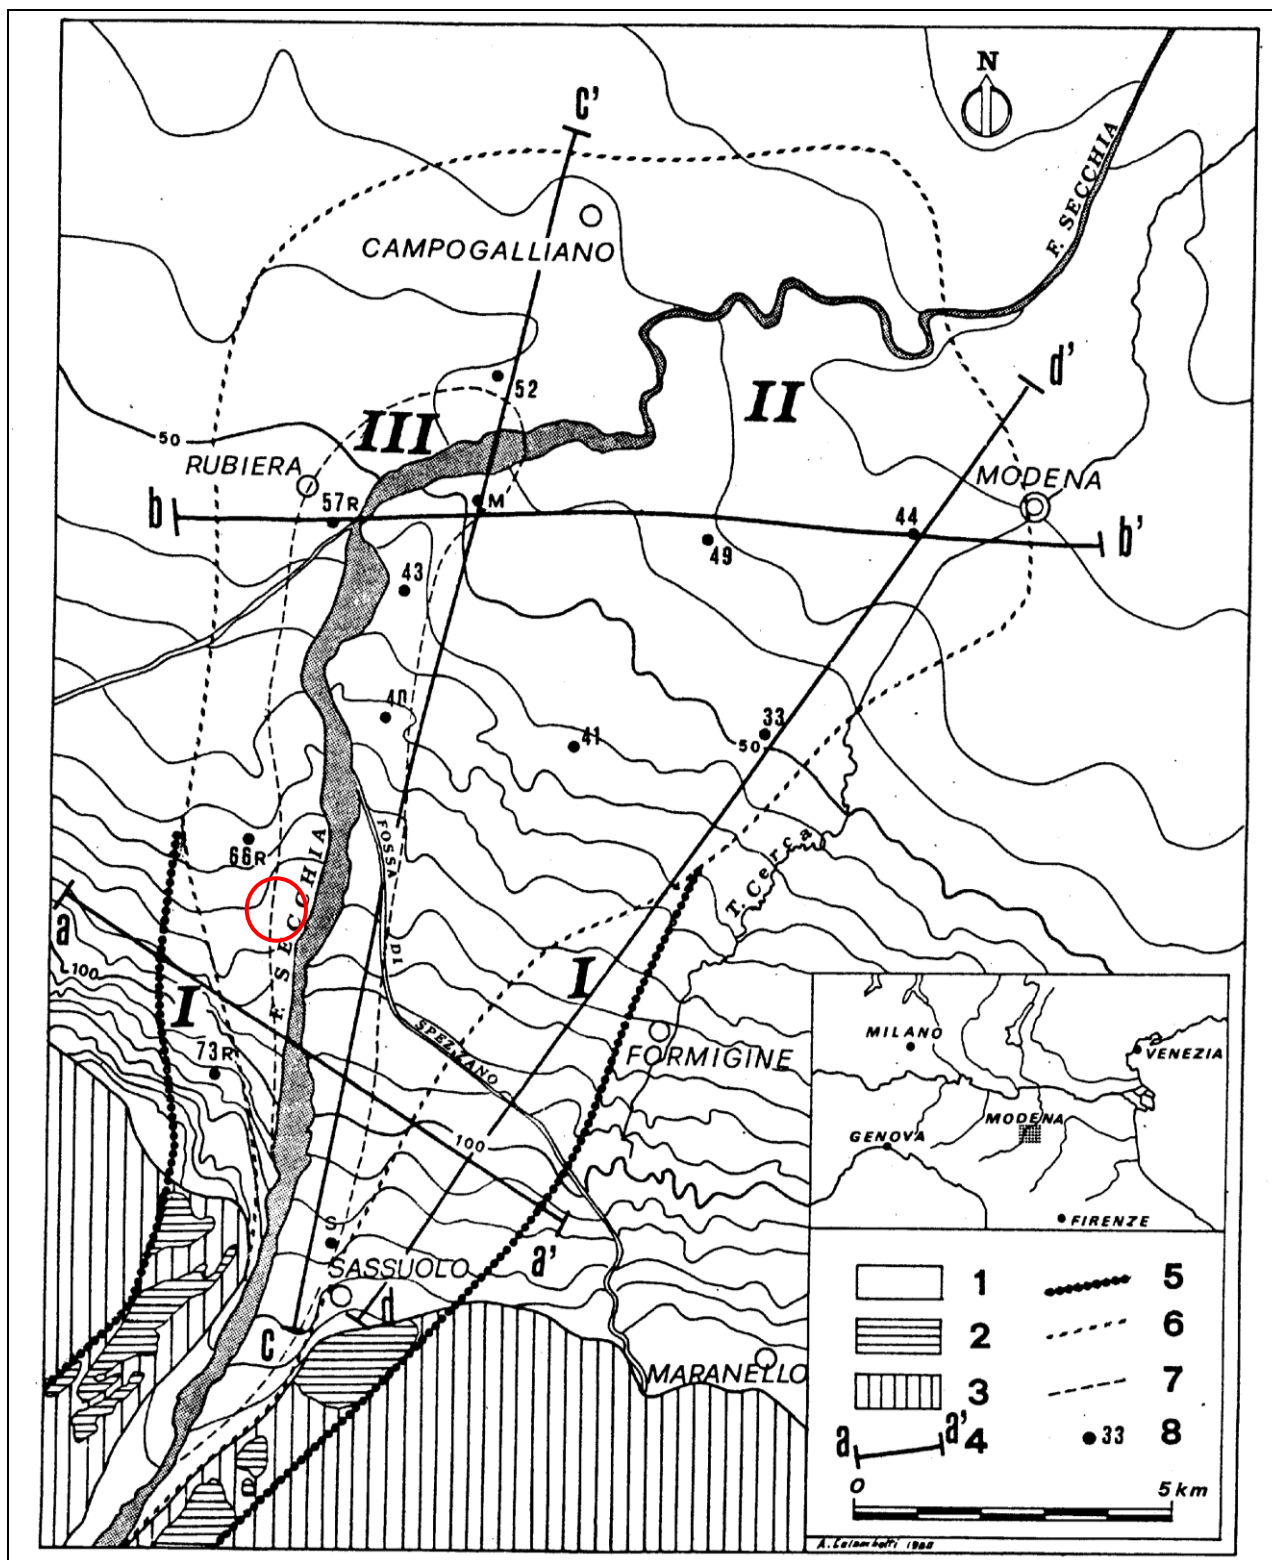 N
C'
F. SECCHIA
CAMPOGALLIANO
d'
52
II
III
50
RUBIERA
MODENA
57R
M
b
44
b'
49
43
40
33
41
50
FOSSA DI SPEZZANO
66R
F. SECCHIA
T. Cerca
a
100
I
I
73R
FORMIGINE
100
S
a'
SASSUOLO
d
C
MARANELLO
MILANO
VENEZIA
MODENA
GENOVA
FIRENZE
1
5
2
6
3
7
a a' 4
33 8
0 5 km